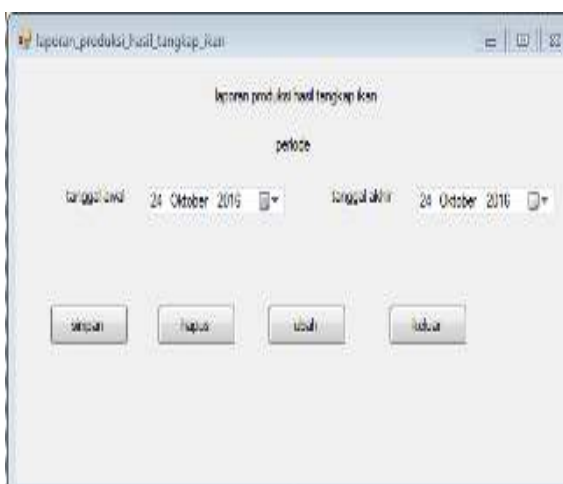 laporan_produksi_hasil_tangkap_ikan
laporan produksi hasil tangkap ikan
periode
tanggal awal 24 Oktober 2016 tanggal akhir 24 Oktober 2016
simpan hapus ubah keluar